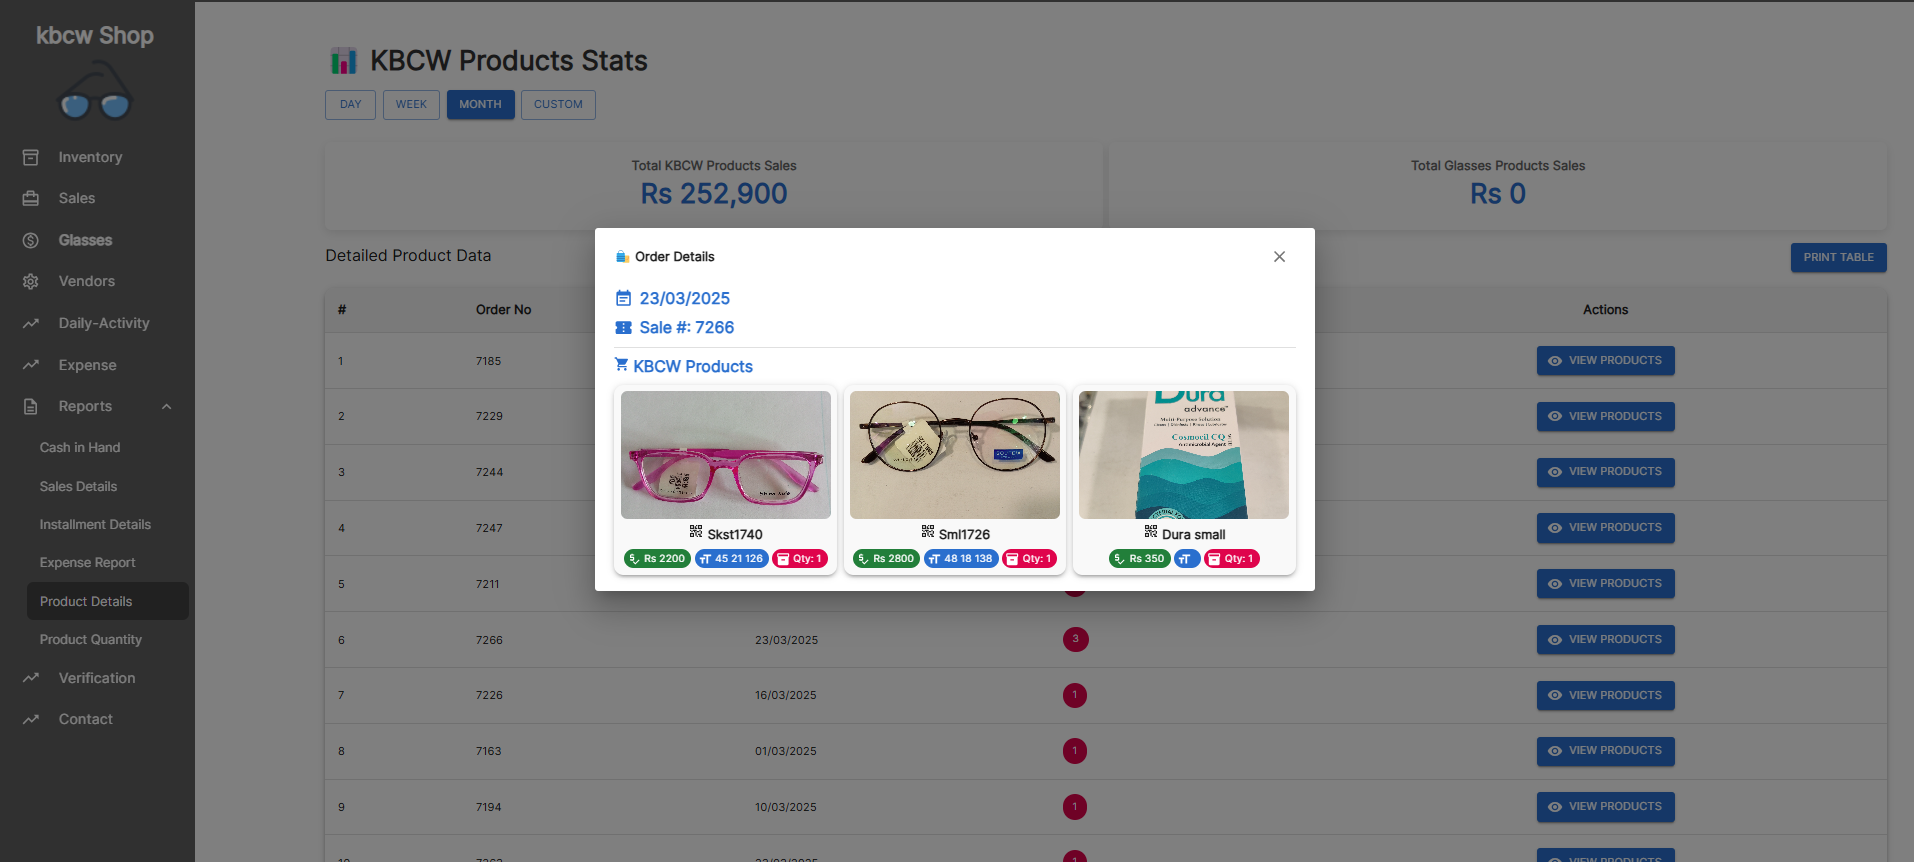 kbcw Shop
Inventory
Sales
Glasses
Vendors
Daily-Activity
Expense
Reports
Cash in Hand
Sales Details
Installment Details
Expense Report
Product Details
Product Quantity
Verification
Contact
KBCW Products Stats
DAY WEEK MONTH CUSTOM
Total KBCW Products Sales
Rs 252,900
Total Glasses Products Sales
Rs 0
Detailed Product Data
PRINT TABLE
# Order No Actions
1 7185 VIEW PRODUCTS
2 7229 VIEW PRODUCTS
3 7244 VIEW PRODUCTS
4 7247 VIEW PRODUCTS
5 7211 VIEW PRODUCTS
6 7266 23/03/2025 3 VIEW PRODUCTS
7 7226 16/03/2025 1 VIEW PRODUCTS
8 7163 01/03/2025 1 VIEW PRODUCTS
9 7194 10/03/2025 1 VIEW PRODUCTS
VIEW PRODUCTS
Order Details
23/03/2025
Sale #: 7266
KBCW Products
Skst1740
Rs 2200 45 21 126 Qty: 1
Sml1726
Rs 2800 48 18 138 Qty: 1
Dura
advance
Multi-Purpose Solution
Cosmocil CQ
Antimicrobial Agent
Dura small
Rs 350 Qty: 1